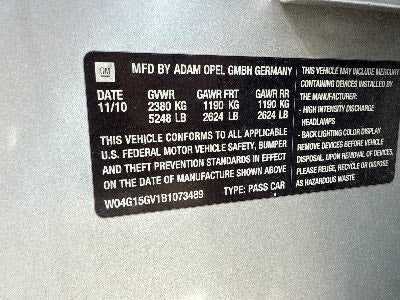 GM MFD BY ADAM OPEL GMBH GERMANY
DATE GVWR GAWR FRT GAWR RR
11/10 2380 KG 1190 KG 1190 KG
5248 LB 2624 LB 2624 LB
THIS VEHICLE CONFORMS TO ALL APPLICABLE
U.S. FEDERAL MOTOR VEHICLE SAFETY, BUMPER,
AND THEFT PREVENTION STANDARDS IN EFFECT
ON THE DATE OF MANUFACTURE SHOWN ABOVE
W04G15GV1B1073489 TYPE: PASS CAR
THIS VEHICLE MAY INCLUDE MERCURY
CONTAINING DEVICES INSTALLED BY
THE MANUFACTURER:
- HIGH INTENSITY DISCHARGE
HEADLAMPS
- BACK LIGHTING COLOR DISPLAY
REMOVE DEVICES BEFORE VEHICLE
DISPOSAL. UPON REMOVAL OF DEVICES,
PLEASE REUSE, RECYCLE OR DISPOSE
AS HAZARDOUS WASTE